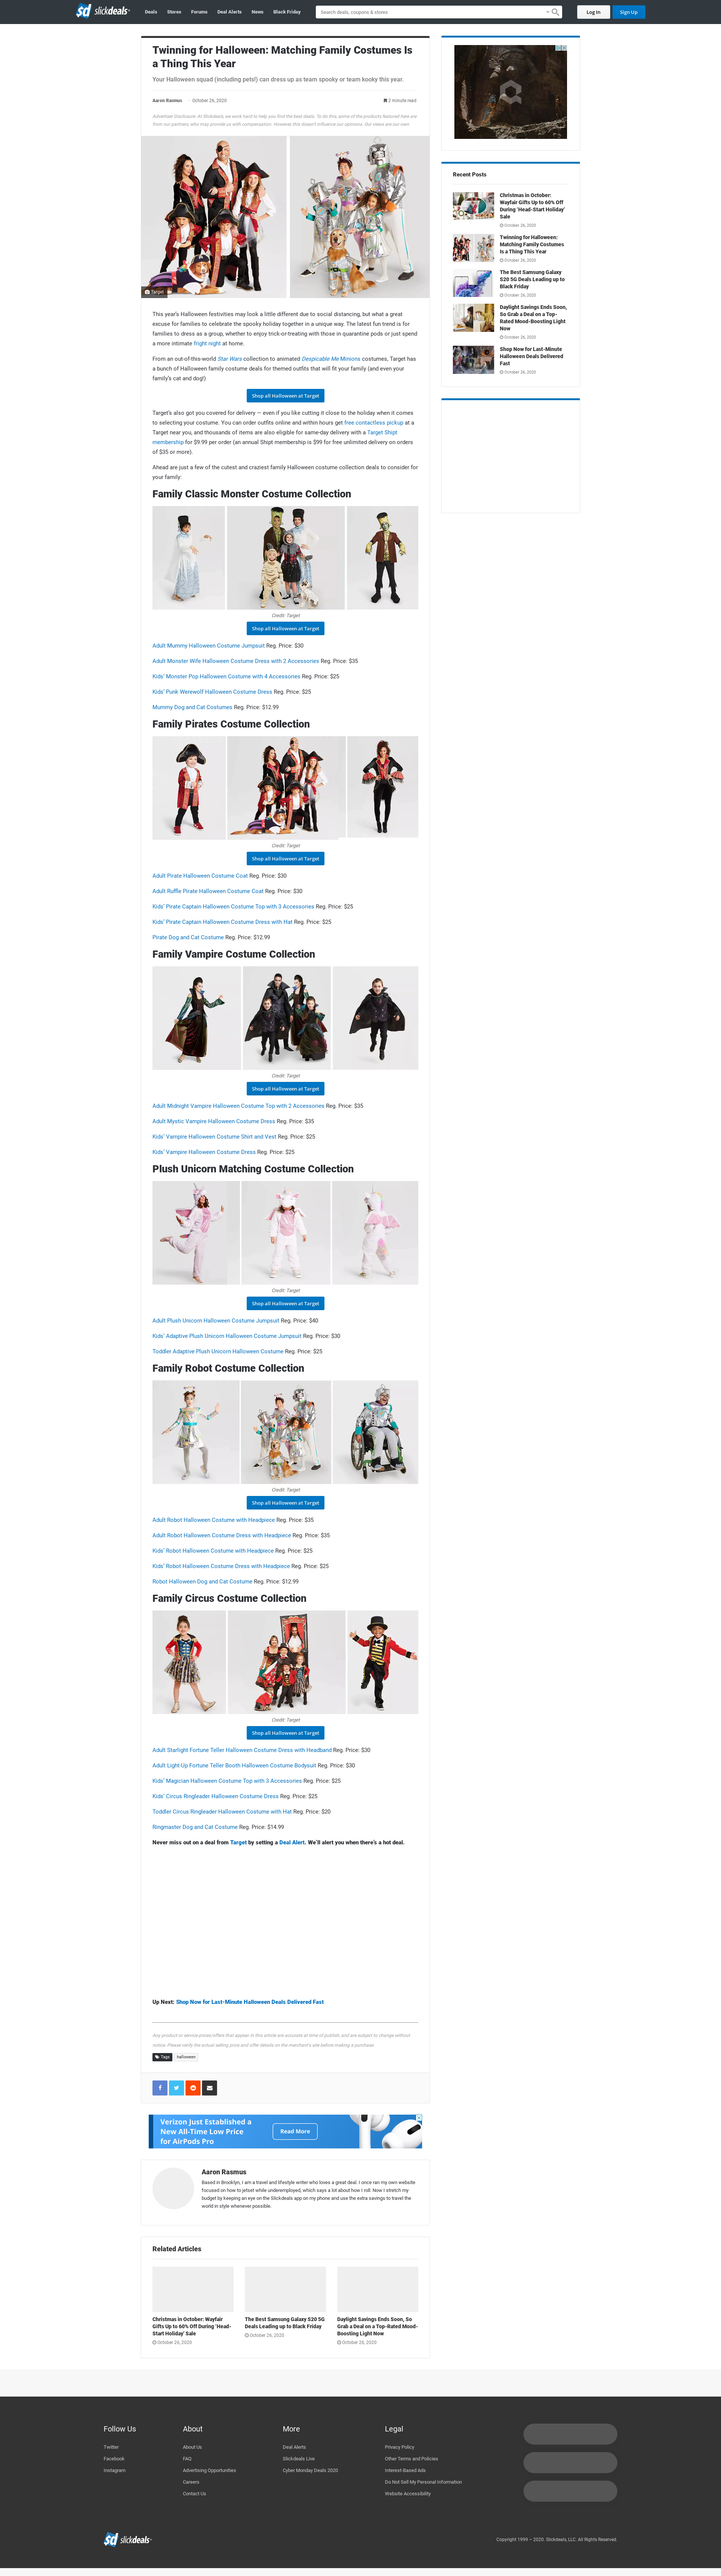 slickdeals
Deals Stores Forums Deal Alerts News Black Friday
Search deals, coupons & stores
Log In
Sign Up
Twinning for Halloween: Matching Family Costumes Is
a Thing This Year
Your Halloween squad (including pets!) can dress up as team spooky or team kooky this year.
Aaron Rasmus · October 26, 2020
2 minute read
Advertiser Disclosure: At Slickdeals, we work hard to help you find the best deals. To do this, some of the products featured here are
from our partners, who may provide us with compensation. However, this doesn't influence our opinions. Our views are our own.
Target
This year's Halloween festivities may look a little different due to social distancing, but what a great
excuse for families to celebrate the spooky holiday together in a unique way. The latest fun trend for
families to dress as a group, whether to enjoy trick-or-treating with those in quarantine pods or just spend
a more intimate fright night at home.
From an out-of-this-world Star Wars collection to animated Despicable Me Minions costumes, Target has
a bunch of Halloween family costume deals for themed outfits that will fit your family (and even your
family's cat and dog!)
Shop all Halloween at Target
Target's also got you covered for delivery — even if you like cutting it close to the holiday when it comes
to selecting your costume. You can order outfits online and within hours get free contactless pickup at a
Target near you, and thousands of items are also eligible for same-day delivery with a Target Shipt
membership for $9.99 per order (an annual Shipt membership is $99 for free unlimited delivery on orders
of $35 or more).
Ahead are just a few of the cutest and craziest family Halloween costume collection deals to consider for
your family:
Family Classic Monster Costume Collection
Credit: Target
Shop all Halloween at Target
Adult Mummy Halloween Costume Jumpsuit Reg. Price: $30
Adult Monster Wife Halloween Costume Dress with 2 Accessories Reg. Price: $35
Kids' Monster Pop Halloween Costume with 4 Accessories Reg. Price: $25
Kids' Punk Werewolf Halloween Costume Dress Reg. Price: $25
Mummy Dog and Cat Costumes Reg. Price: $12.99
Family Pirates Costume Collection
Credit: Target
Shop all Halloween at Target
Adult Pirate Halloween Costume Coat Reg. Price: $30
Adult Ruffle Pirate Halloween Costume Coat Reg. Price: $30
Kids' Pirate Captain Halloween Costume Top with 3 Accessories Reg. Price: $25
Kids' Pirate Captain Halloween Costume Dress with Hat Reg. Price: $25
Pirate Dog and Cat Costume Reg. Price: $12.99
Family Vampire Costume Collection
Credit: Target
Shop all Halloween at Target
Adult Midnight Vampire Halloween Costume Top with 2 Accessories Reg. Price: $35
Adult Mystic Vampire Halloween Costume Dress Reg. Price: $35
Kids' Vampire Halloween Costume Shirt and Vest Reg. Price: $25
Kids' Vampire Halloween Costume Dress Reg. Price: $25
Plush Unicorn Matching Costume Collection
Credit: Target
Shop all Halloween at Target
Adult Plush Unicorn Halloween Costume Jumpsuit Reg. Price: $40
Kids' Adaptive Plush Unicorn Halloween Costume Jumpsuit Reg. Price: $30
Toddler Adaptive Plush Unicorn Halloween Costume Reg. Price: $25
Family Robot Costume Collection
Credit: Target
Shop all Halloween at Target
Adult Robot Halloween Costume with Headpiece Reg. Price: $35
Adult Robot Halloween Costume Dress with Headpiece Reg. Price: $35
Kids' Robot Halloween Costume with Headpiece Reg. Price: $25
Kids' Robot Halloween Costume Dress with Headpiece Reg. Price: $25
Robot Halloween Dog and Cat Costume Reg. Price: $12.99
Family Circus Costume Collection
Credit: Target
Shop all Halloween at Target
Adult Starlight Fortune Teller Halloween Costume Dress with Headband Reg. Price: $30
Adult Light-Up Fortune Teller Booth Halloween Costume Bodysuit Reg. Price: $30
Kids' Magician Halloween Costume Top with 3 Accessories Reg. Price: $25
Kids' Circus Ringleader Halloween Costume Dress Reg. Price: $25
Toddler Circus Ringleader Halloween Costume with Hat Reg. Price: $20
Ringmaster Dog and Cat Costume Reg. Price: $14.99
Never miss out on a deal from Target by setting a Deal Alert. We'll alert you when there's a hot deal.
Up Next: Shop Now for Last-Minute Halloween Deals Delivered Fast
Any product or service prices/offers that appear in this article are accurate at time of publish, and are subject to change without
notice. Please verify the actual selling price and offer details on the merchant's site before making a purchase.
Tags halloween
Verizon Just Established a
New All-Time Low Price
for AirPods Pro
Read More
Aaron Rasmus
Based in Brooklyn, I am a travel and lifestyle writer who loves a great deal. I once ran my own website
focused on how to jetset while underemployed, which says a lot about how I roll. Now I stretch my
budget by keeping an eye on the Slickdeals app on my phone and use the extra savings to travel the
world in style whenever possible.
Related Articles
Christmas in October: Wayfair
Gifts Up to 60% Off During 'Head-
Start Holiday' Sale
October 26, 2020
The Best Samsung Galaxy S20 5G
Deals Leading up to Black Friday
October 26, 2020
Daylight Savings Ends Soon, So
Grab a Deal on a Top-Rated Mood-
Boosting Light Now
October 26, 2020
Recent Posts
Christmas in October:
Wayfair Gifts Up to 60% Off
During 'Head-Start Holiday'
Sale
October 26, 2020
Twinning for Halloween:
Matching Family Costumes
Is a Thing This Year
October 26, 2020
The Best Samsung Galaxy
S20 5G Deals Leading up to
Black Friday
October 26, 2020
Daylight Savings Ends Soon,
So Grab a Deal on a Top-
Rated Mood-Boosting Light
Now
October 26, 2020
Shop Now for Last-Minute
Halloween Deals Delivered
Fast
October 26, 2020
Follow Us
Twitter
Facebook
Instagram
About
About Us
FAQ
Advertising Opportunities
Careers
Contact Us
More
Deal Alerts
Slickdeals Live
Cyber Monday Deals 2020
Legal
Privacy Policy
Other Terms and Policies
Interest-Based Ads
Do Not Sell My Personal Information
Website Accessibility
slickdeals
Copyright 1999 – 2020. Slickdeals, LLC. All Rights Reserved.